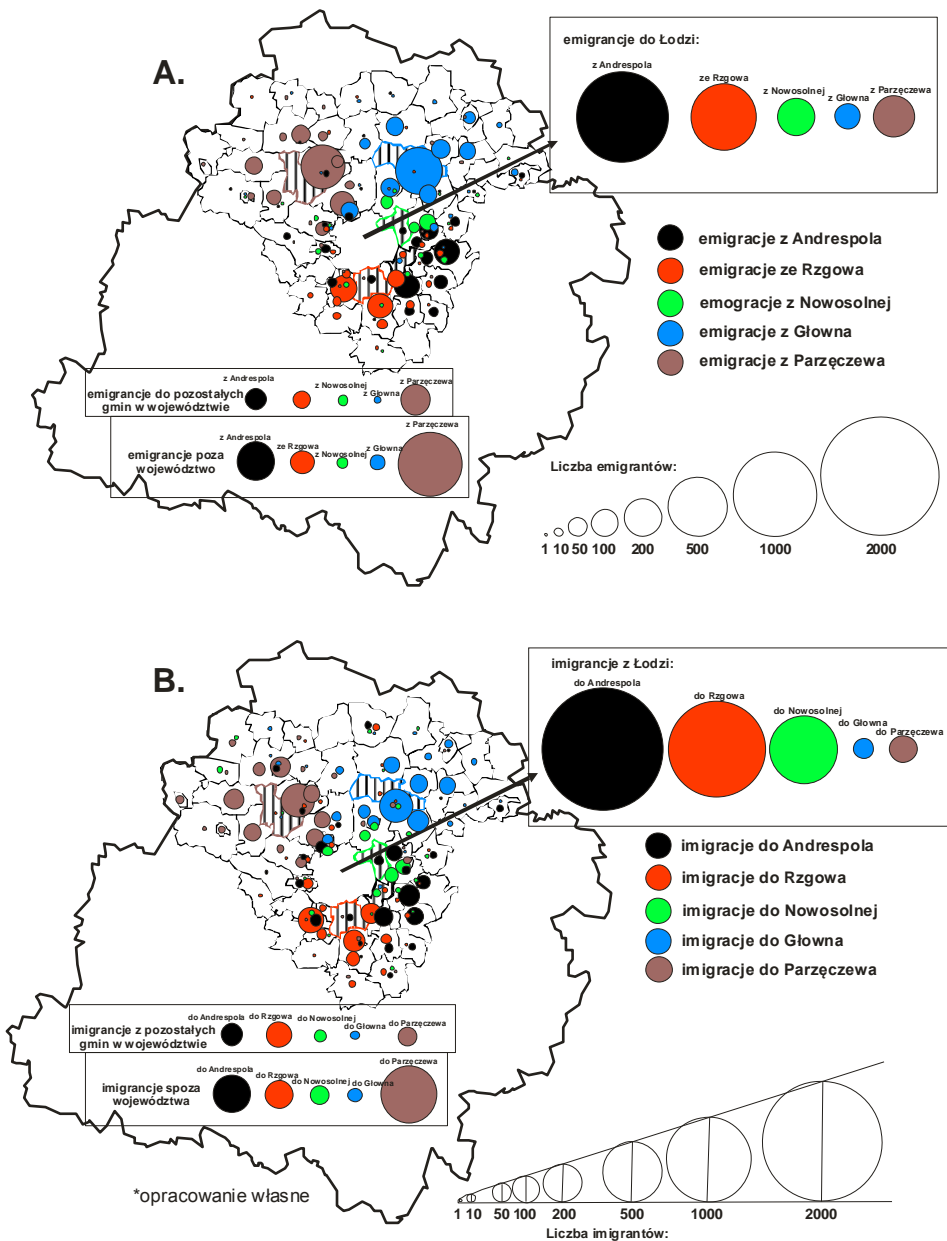 A.
emigrancje do Łodzi:
z Andrespola
ze Rzgowa
z Nowosolnej
z Głowna
z Parzęczewa
emigracje z Andrespola
emigracje ze Rzgowa
emogracje z Nowosolnej
emigracje z Głowna
emigracje z Parzęczewa
emigrancje do pozostałych
gmin w województwie
z Andrespola
z Nowosolnej
z Głowna
z Parzęczewa
emigrancje poza
województwo
z Andrespola
ze Rzgowa
z Nowosolnej
z Głowna
z Parzęczewa
Liczba emigrantów:
1 10 50 100 200 500 1000 2000
B.
imigrancje z Łodzi:
do Andrespola
do Rzgowa
do Nowosolnej
do Głowna
do Parzęczewa
imigracje do Andrespola
imigracje do Rzgowa
imigracje do Nowosolnej
imigracje do Głowna
imigracje do Parzęczewa
imigrancje z pozostałych
gmin w województwie
do Andrespola
do Rzgowa
do Nowosolnej
do Głowna
do Parzęczewa
imigrancje spoza
województwa
do Andrespola
do Rzgowa
do Nowosolnej
do Głowna
do Parzęczewa
*opracowanie własne
1 10 50 100 200 500 1000 2000
Liczba imigrantów: